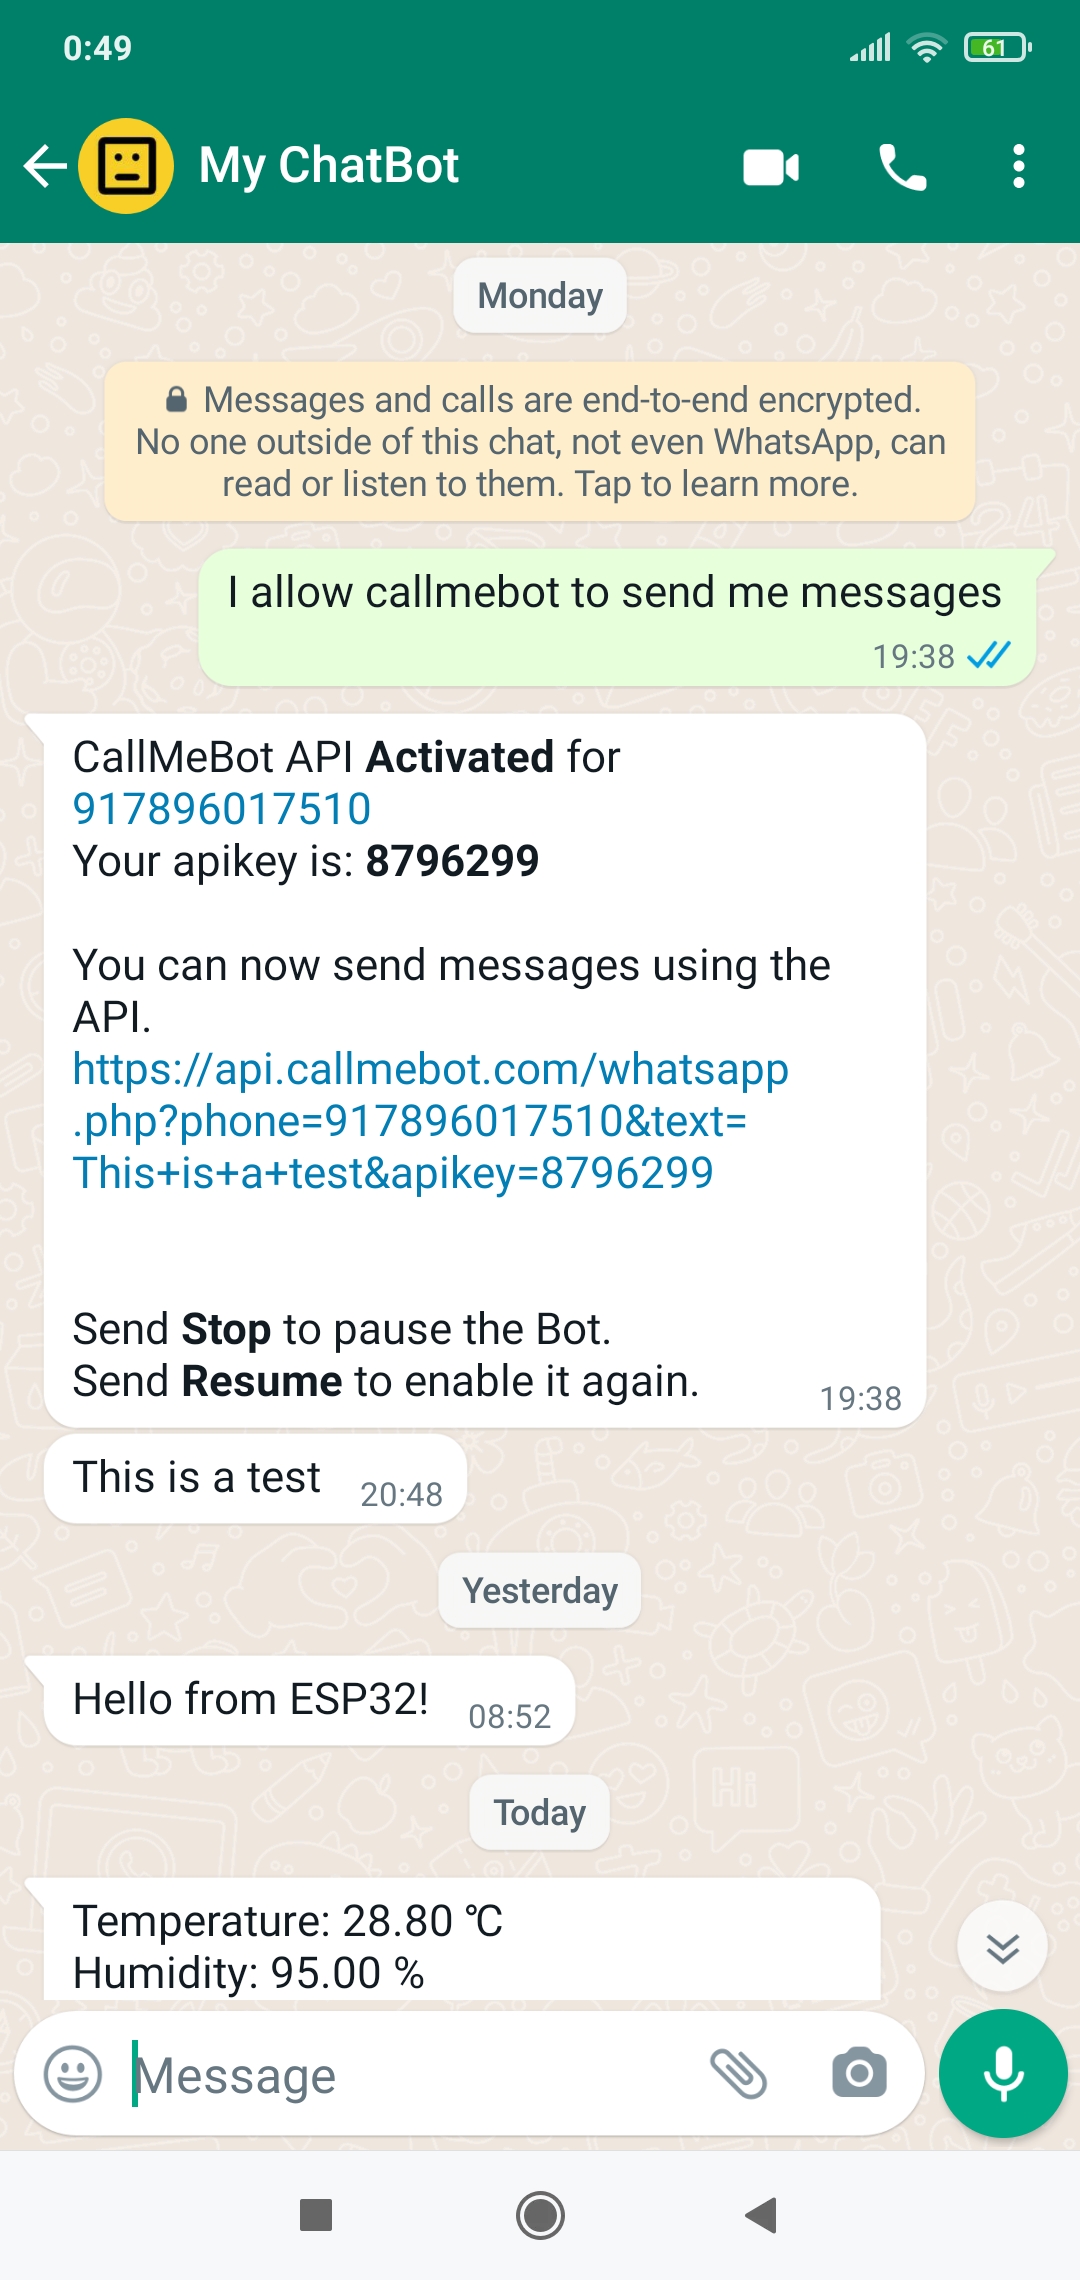 0:49
61
My ChatBot
Monday
Messages and calls are end-to-end encrypted.
No one outside of this chat, not even WhatsApp, can
read or listen to them. Tap to learn more.
I allow callmebot to send me messages
19:38
CallMeBot API Activated for
917896017510
Your apikey is: 8796299
You can now send messages using the
API.
https://api.callmebot.com/whatsapp
.php?phone=917896017510&text=
This+is+a+test&apikey=8796299
Send Stop to pause the Bot.
Send Resume to enable it again.
19:38
This is a test
20:48
Yesterday
Hello from ESP32!
08:52
Today
Temperature: 28.80 °C
Humidity: 95.00 %
Message